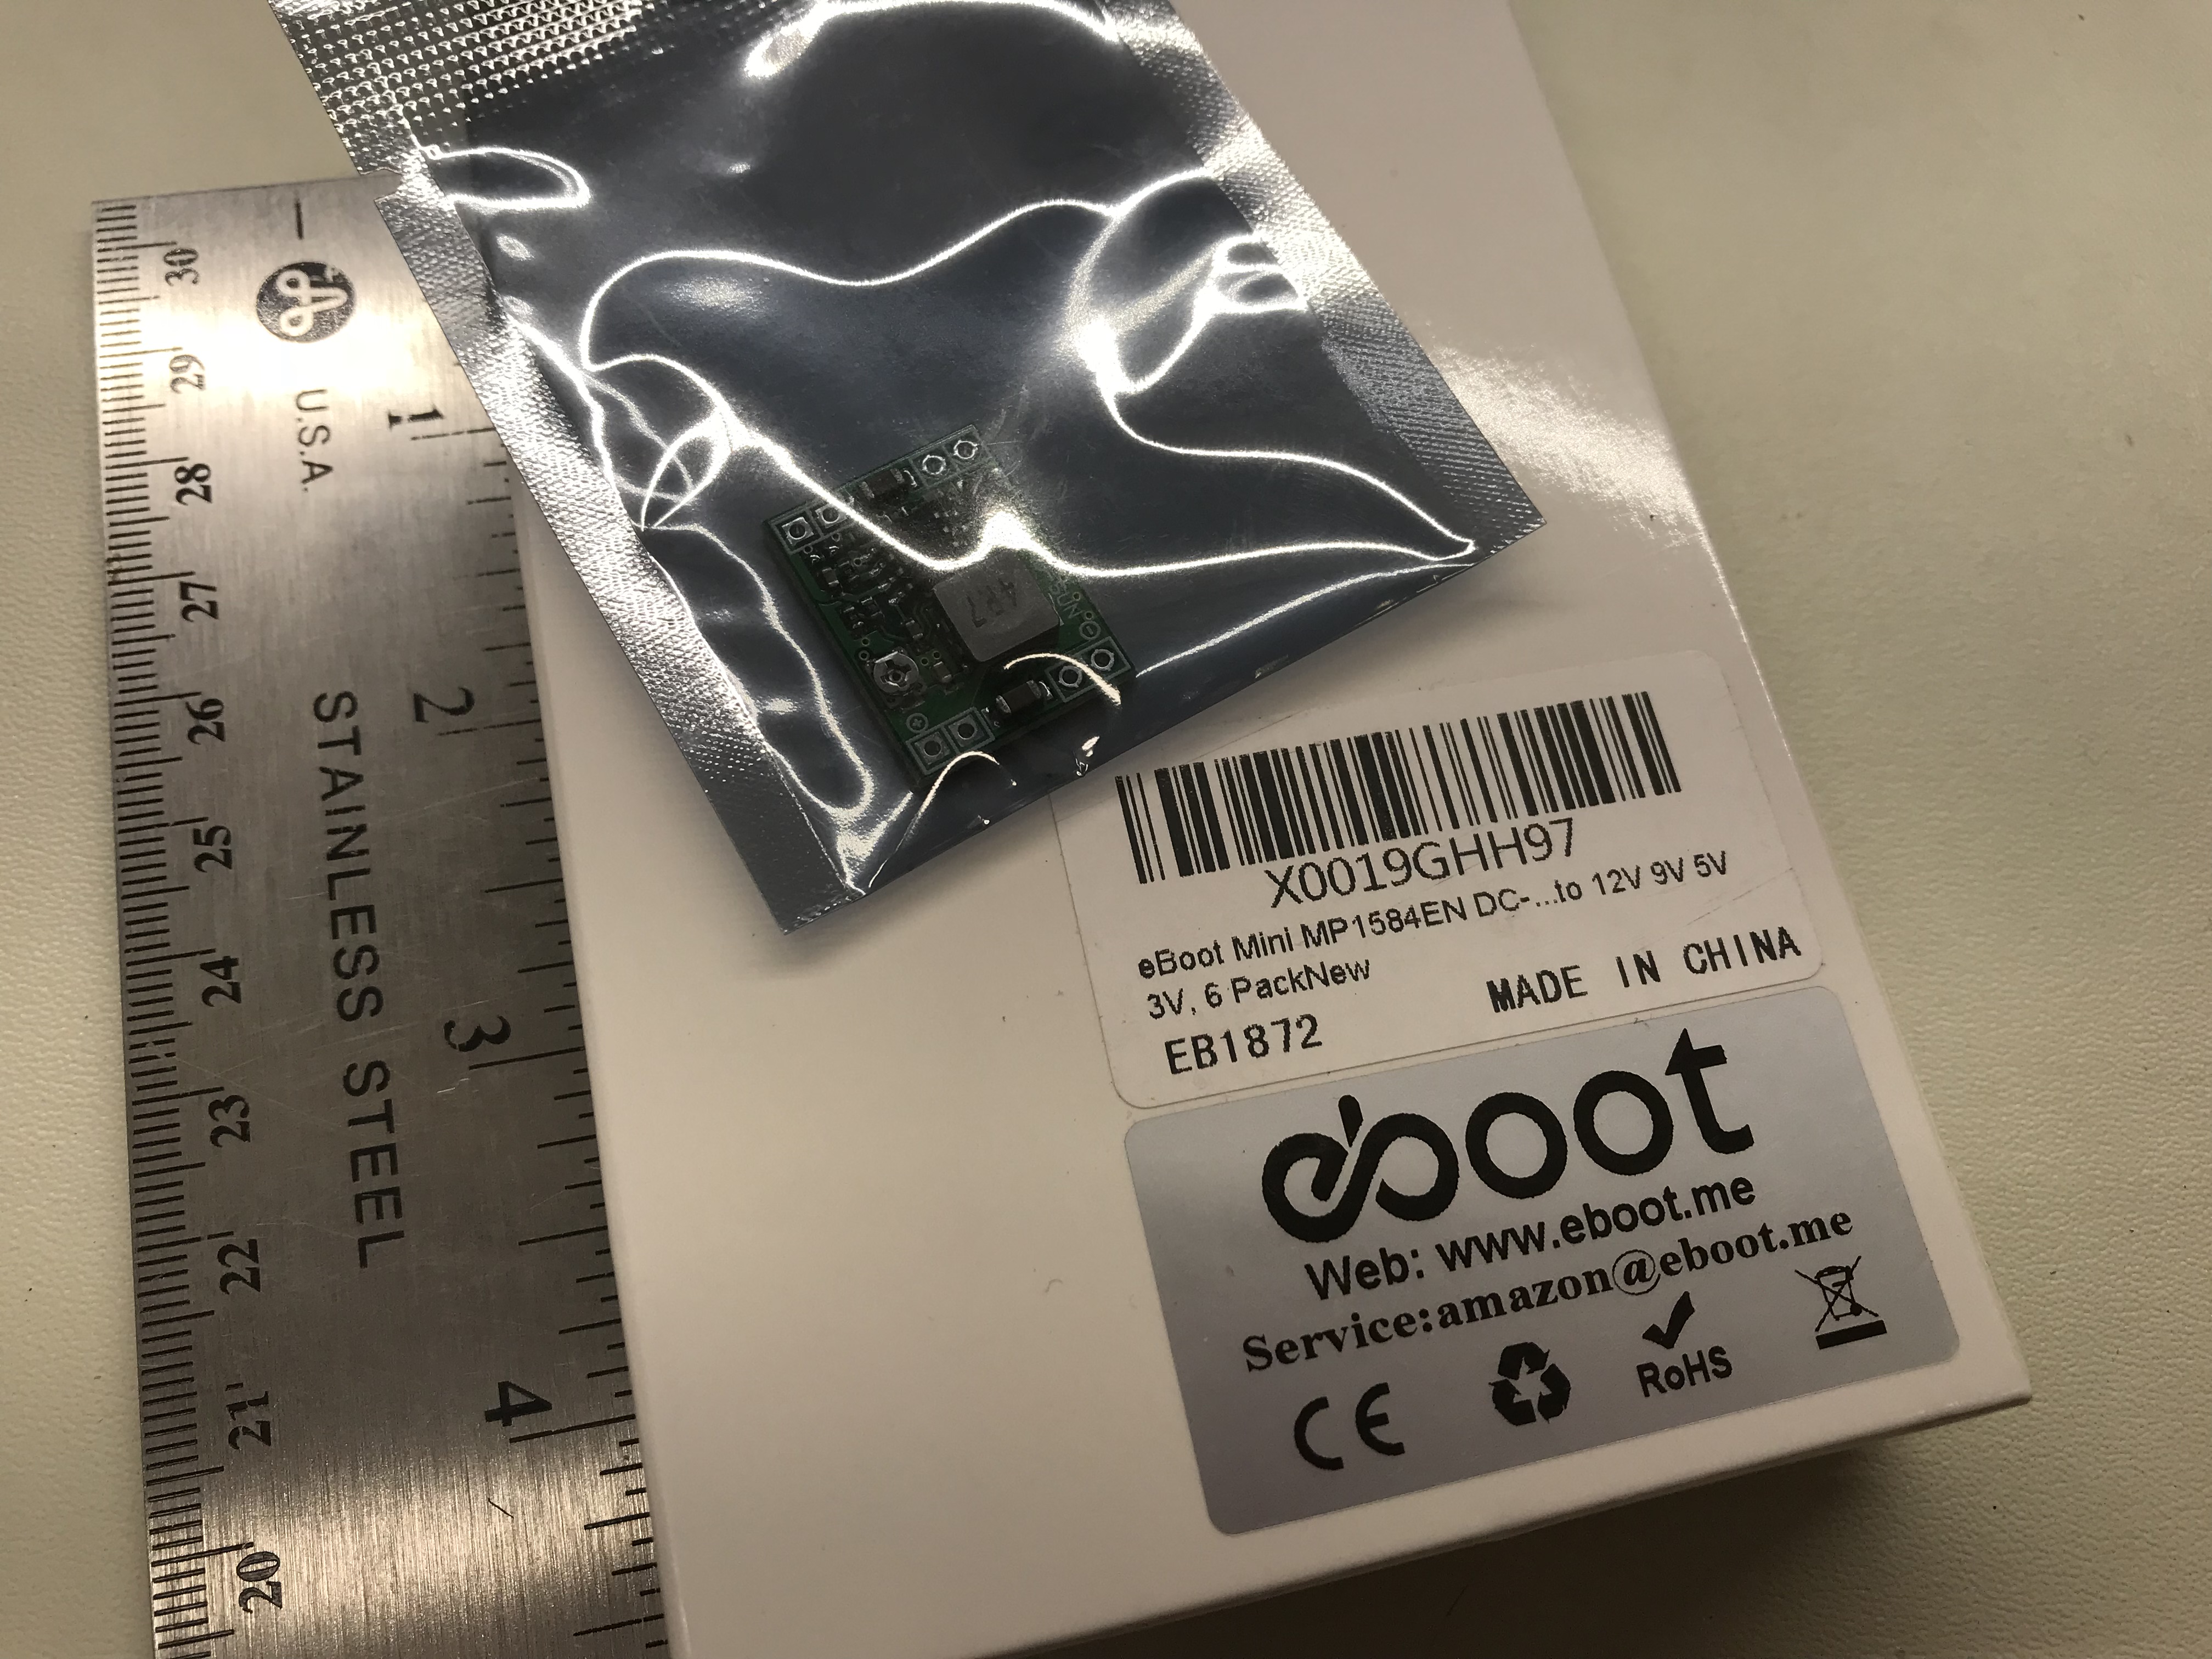 30
29
28
27
26
25
24
23
22
21
20
U.S.A.
STAINLESS STEEL
1
2
3
4
4R7
X0019GHH97
eBoot Mini MP1584EN DC-...to 12V 9V 5V
3V, 6 PackNew
EB1872
MADE IN CHINA
eboot
Web: www.eboot.me
Service:amazon@eboot.me
CE
RoHS